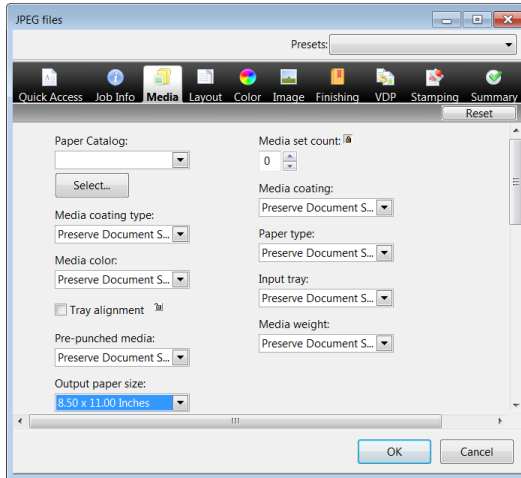 JPEG files
Presets:
Quick Access Job Info Media Layout Color Image Finishing VDP Stamping Summary
Reset
Paper Catalog:
Select...
Media coating type:
Preserve Document S...
Media color:
Preserve Document S...
Tray alignment
Pre-punched media:
Preserve Document S...
Output paper size:
8.50 x 11.00 Inches
Media set count:
0
Media coating:
Preserve Document S...
Paper type:
Preserve Document S...
Input tray:
Preserve Document S...
Media weight:
Preserve Document S...
OK Cancel